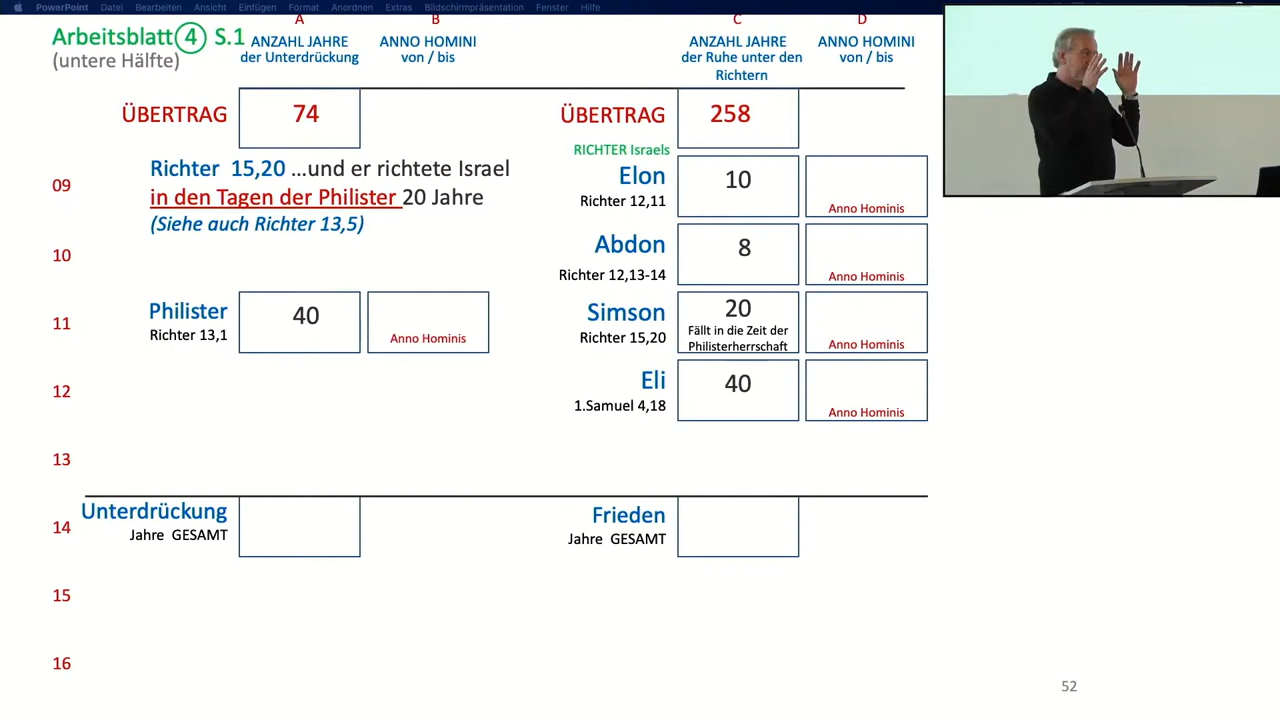 PowerPoint Datei Bearbeiten Ansicht Einfügen Format Anordnen Extras Bildschirmpräsentation Fenster Hilfe
Arbeitsblatt 4 S.1
(untere Hälfte)
A
ANZAHL JAHRE
der Unterdrückung
B
ANNO HOMINI
von / bis
C
ANZAHL JAHRE
der Ruhe unter den
Richtern
D
ANNO HOMINI
von / bis
ÜBERTRAG 74
ÜBERTRAG 258
RICHTER Israels
Richter 15,20 ...und er richtete Israel
in den Tagen der Philister 20 Jahre
(Siehe auch Richter 13,5)
09
Elon
Richter 12,11
10
Anno Hominis
10
Abdon
Richter 12,13-14
8
Anno Hominis
11
Philister
Richter 13,1
40
Anno Hominis
Simson
Richter 15,20
20
Fällt in die Zeit der
Philisterherrschaft
Anno Hominis
12
Eli
1.Samuel 4,18
40
Anno Hominis
13
14
Unterdrückung
Jahre GESAMT
Frieden
Jahre GESAMT
15
16
52